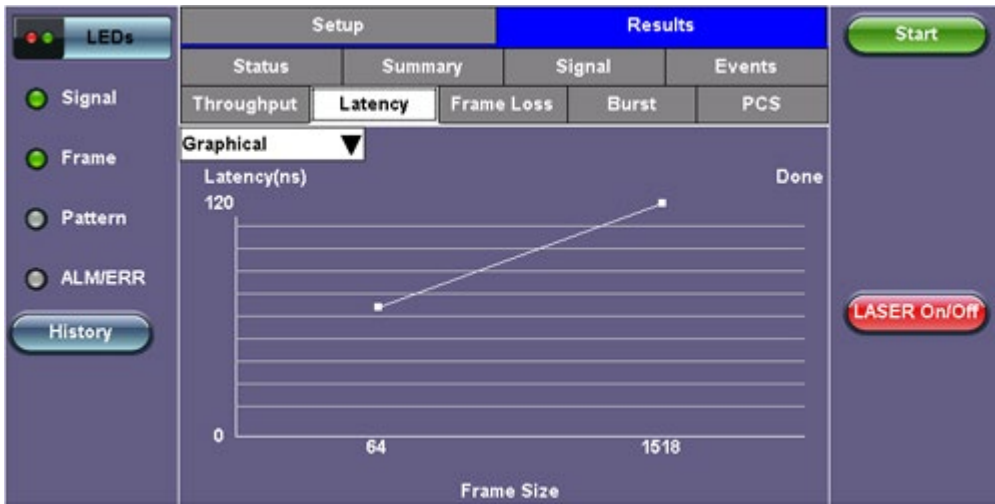 LEDs
Setup
Results
Start
Status
Summary
Signal
Events
Signal
Throughput
Latency
Frame Loss
Burst
PCS
Frame
Graphical
Latency(ns)
Done
120
Pattern
ALM/ERR
History
LASER On/Off
0
64
1518
Frame Size